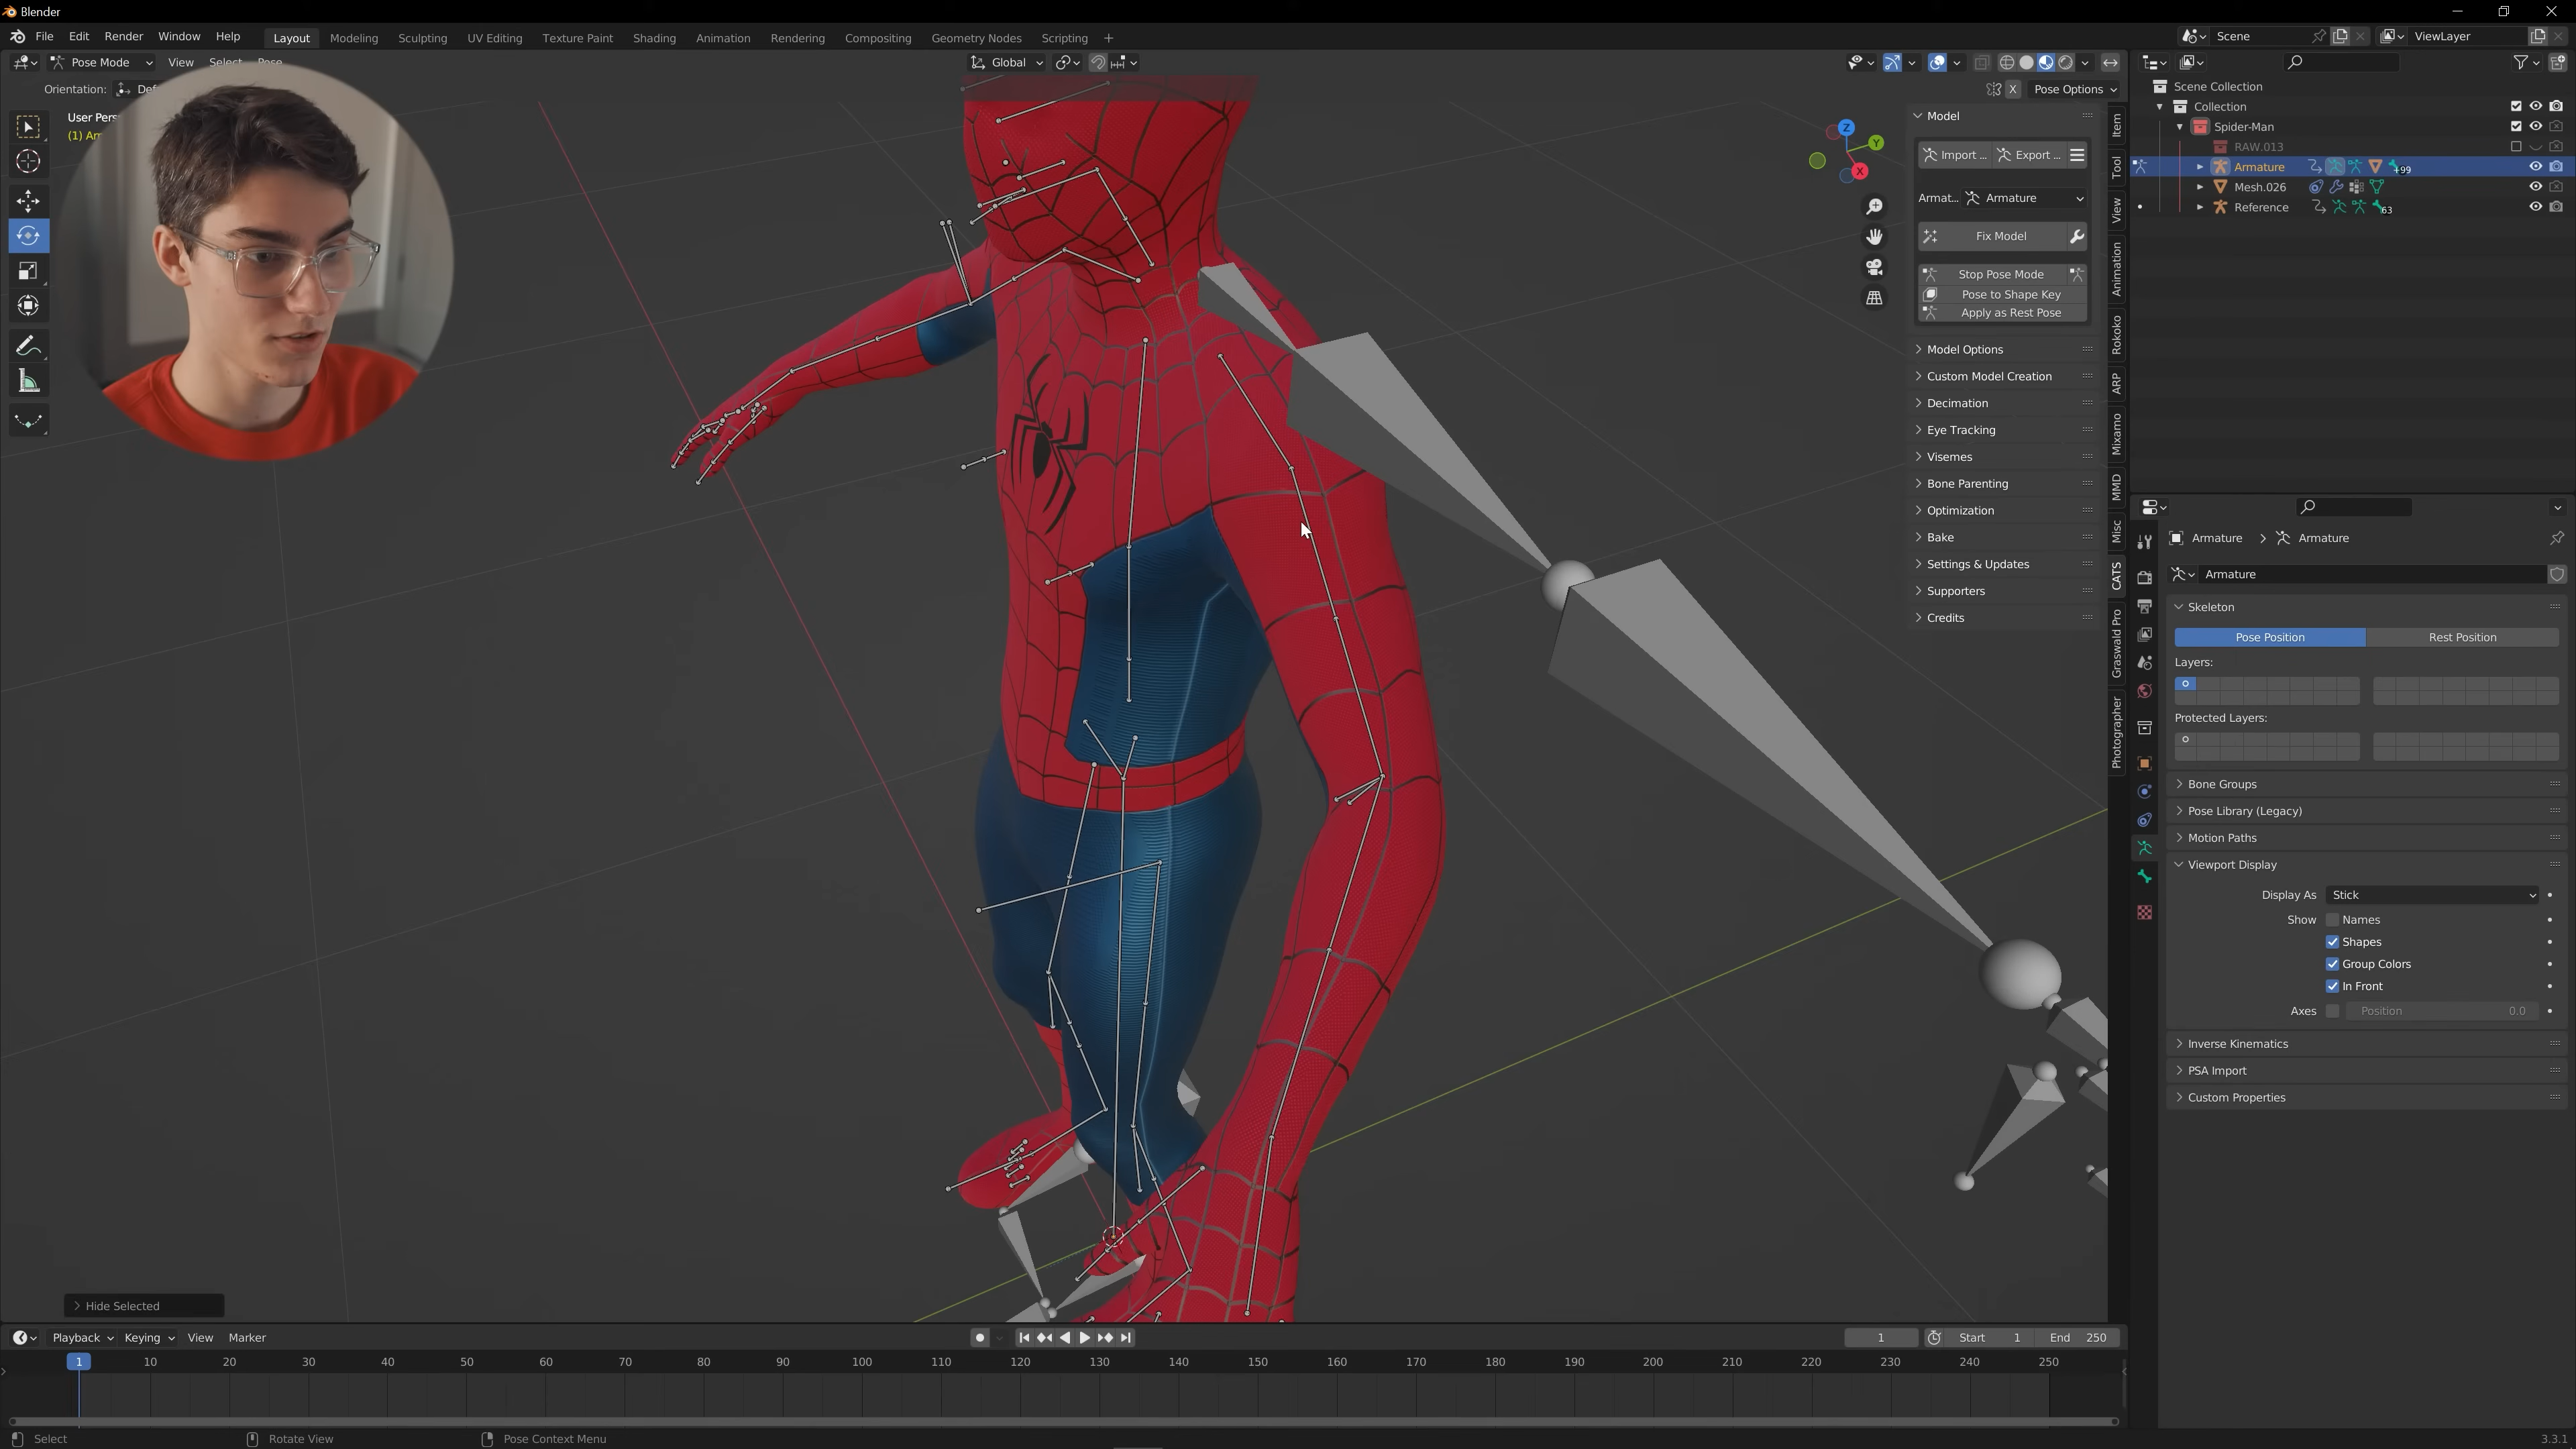 Blender
File Edit Render Window Help Layout Modeling Sculpting UV Editing Texture Paint Shading Animation Rendering Compositing Geometry Nodes Scripting + Scene ViewLayer
Pose Mode View Select Pose Global
Orientation: X Pose Options
User Pers
(1) Ar
Z
Y
X
Model
Import ... Export ...
Armat... Armature
Fix Model
Stop Pose Mode
Pose to Shape Key
Apply as Rest Pose
Model Options
Custom Model Creation
Decimation
Eye Tracking
Visemes
Bone Parenting
Optimization
Bake
Settings & Updates
Supporters
Credits
Item
Tool
View
Animation
Rokoko
ARP
Mixamo
MMD
Misc
CATS
Graswald Pro
Photographer
Scene Collection
Collection
Spider-Man
RAW.013
Armature +99
Mesh.026
Reference 63
Armature > Armature
Armature
Skeleton
Pose Position Rest Position
Layers:
Protected Layers:
Bone Groups
Pose Library (Legacy)
Motion Paths
Viewport Display
Display As Stick
Show Names
Shapes
Group Colors
In Front
Axes Position 0.0
Inverse Kinematics
PSA Import
Custom Properties
Hide Selected
Playback Keying View Marker 1 Start 1 End 250
1 10 20 30 40 50 60 70 80 90 100 110 120 130 140 150 160 170 180 190 200 210 220 230 240 250
Select Rotate View Pose Context Menu 3.3.1